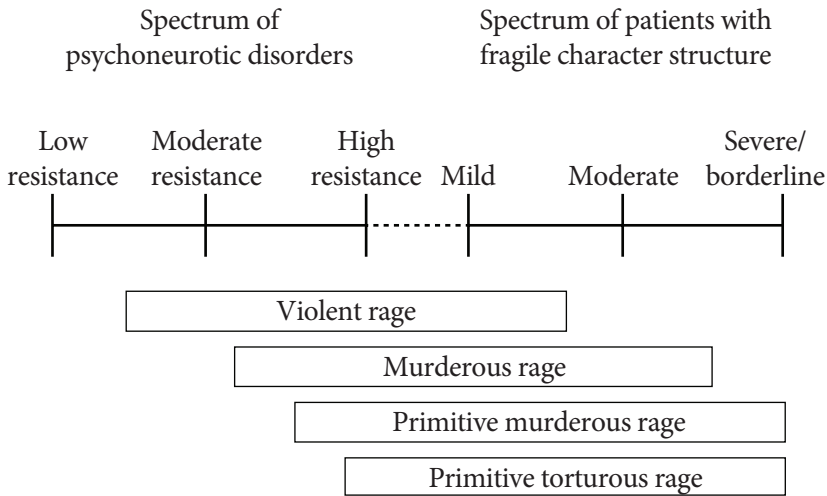 Spectrum of
psychoneurotic disorders
Spectrum of patients with
fragile character structure
Low
resistance
Moderate
resistance
High
resistance
Mild
Moderate
Severe/
borderline
Violent rage
Murderous rage
Primitive murderous rage
Primitive torturous rage